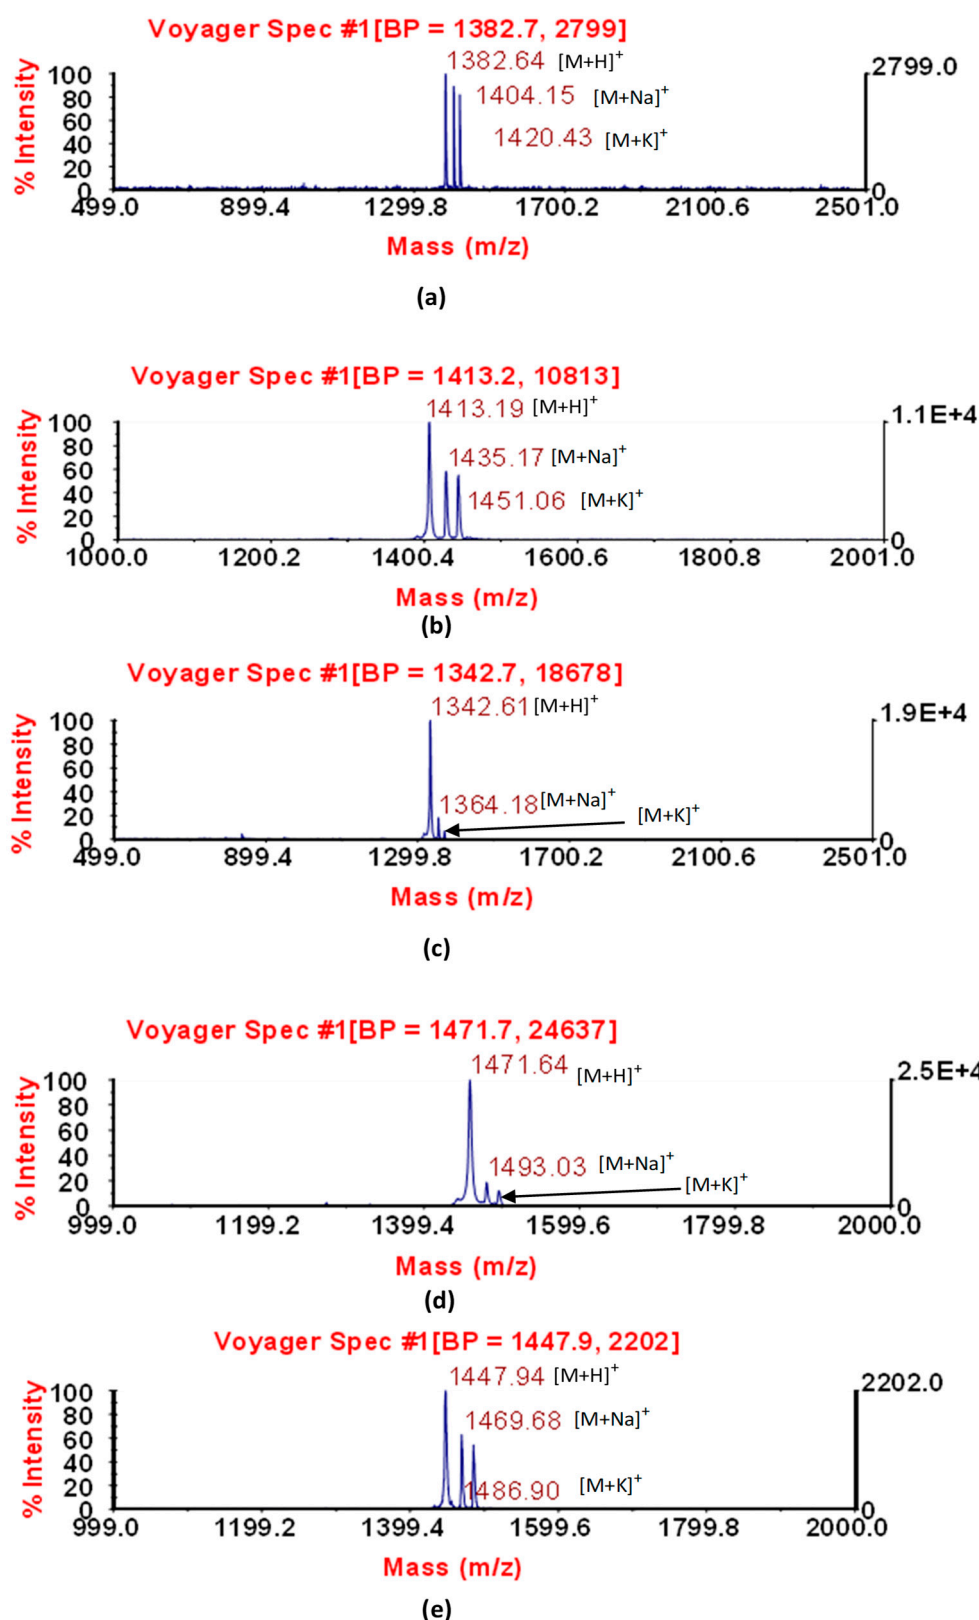 Voyager Spec #1[BP = 1382.7, 2799]
1382.64 [M+H]+
1404.15 [M+Na]+
1420.43 [M+K]+
% Intensity
100
80
60
40
20
0
2799.0
0
499.0 899.4 1299.8 1700.2 2100.6 2501.0
Mass (m/z)
(a)
Voyager Spec #1[BP = 1413.2, 10813]
1413.19 [M+H]+
1435.17 [M+Na]+
1451.06 [M+K]+
% Intensity
100
80
60
40
20
0
1.1E+4
0
1000.0 1200.2 1400.4 1600.6 1800.8 2001.0
Mass (m/z)
(b)
Voyager Spec #1[BP = 1342.7, 18678]
1342.61 [M+H]+
1364.18 [M+Na]+
[M+K]+
% Intensity
100
80
60
40
20
0
1.9E+4
0
499.0 899.4 1299.8 1700.2 2100.6 2501.0
Mass (m/z)
(c)
Voyager Spec #1[BP = 1471.7, 24637]
1471.64 [M+H]+
1493.03 [M+Na]+
[M+K]+
% Intensity
100
80
60
40
20
0
2.5E+4
0
999.0 1199.2 1399.4 1599.6 1799.8 2000.0
Mass (m/z)
(d)
Voyager Spec #1[BP = 1447.9, 2202]
1447.94 [M+H]+
1469.68 [M+Na]+
1486.90 [M+K]+
% Intensity
100
80
60
40
20
0
2202.0
0
999.0 1199.2 1399.4 1599.6 1799.8 2000.0
Mass (m/z)
(e)